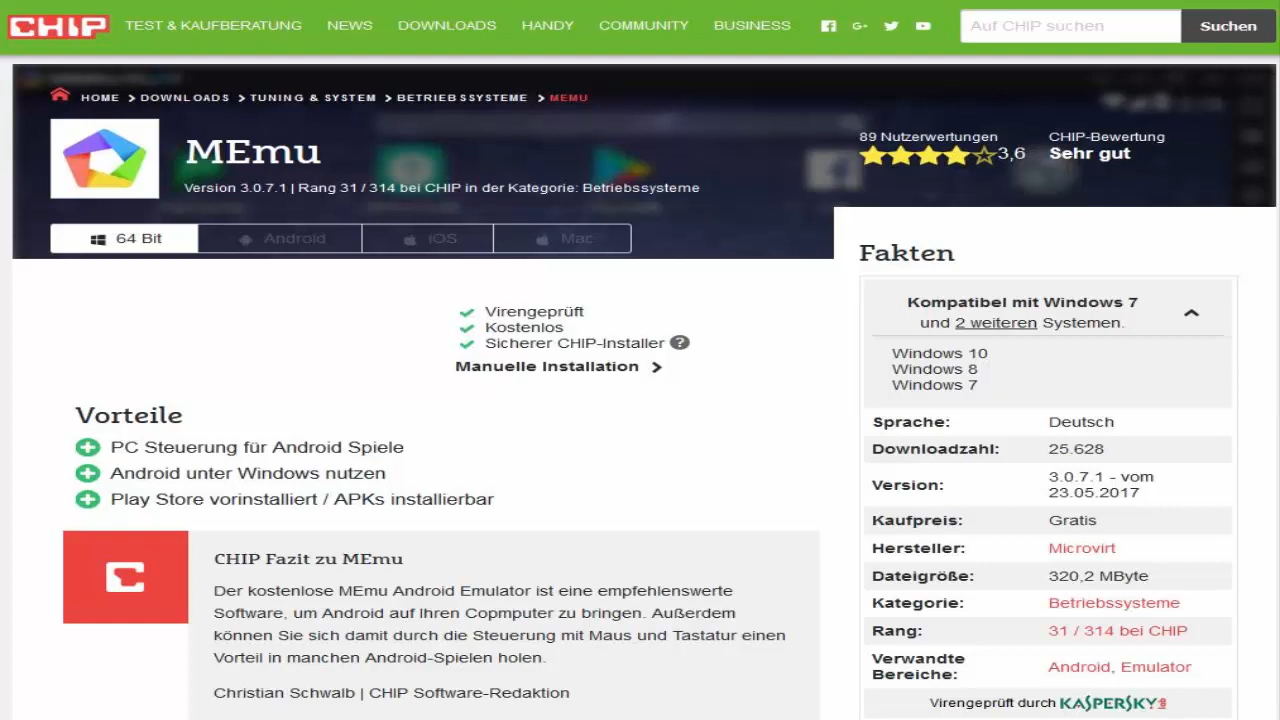 CHIP TEST & KAUFBERATUNG NEWS DOWNLOADS HANDY COMMUNITY BUSINESS Auf CHIP suchen Suchen
HOME > DOWNLOADS > TUNING & SYSTEM > BETRIEBSSYSTEME > MEMU
MEmu
Version 3.0.7.1 | Rang 31 / 314 bei CHIP in der Kategorie: Betriebssysteme
89 Nutzerwertungen
3,6
CHIP-Bewertung
Sehr gut
64 Bit Android iOS Mac
Virengeprüft
Kostenlos
Sicherer CHIP-Installer ?
Manuelle Installation >
Vorteile
PC Steuerung für Android Spiele
Android unter Windows nutzen
Play Store vorinstalliert / APKs installierbar
CHIP Fazit zu MEmu
Der kostenlose MEmu Android Emulator ist eine empfehlenswerte
Software, um Android auf Ihren Copmputer zu bringen. Außerdem
können Sie sich damit durch die Steuerung mit Maus und Tastatur einen
Vorteil in manchen Android-Spielen holen.
Christian Schwalb | CHIP Software-Redaktion
Fakten
Kompatibel mit Windows 7
und 2 weiteren Systemen.
Windows 10
Windows 8
Windows 7
Sprache: Deutsch
Downloadzahl: 25.628
Version: 3.0.7.1 - vom
23.05.2017
Kaufpreis: Gratis
Hersteller: Microvirt
Dateigröße: 320,2 MByte
Kategorie: Betriebssysteme
Rang: 31 / 314 bei CHIP
Verwandte
Bereiche: Android, Emulator
Virengeprüft durch KASPERSKY